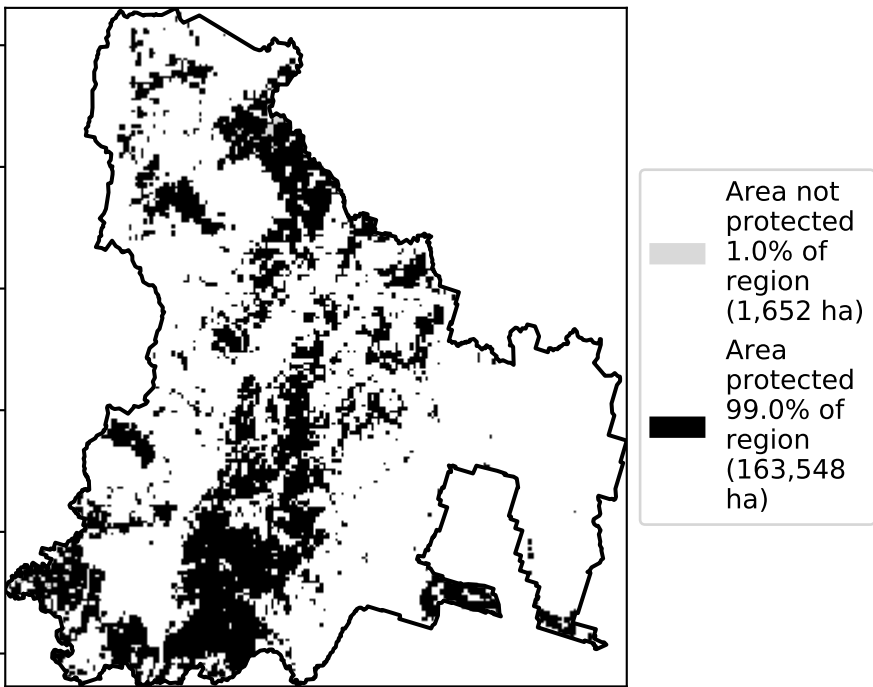 Area not
protected
1.0% of
region
(1,652 ha)
Area
protected
99.0% of
region
(163,548
ha)